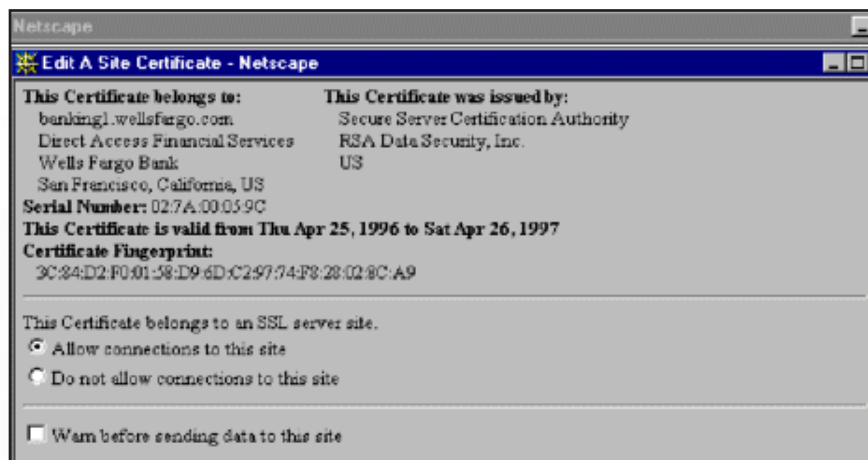 Netscape
Edit A Site Certificate - Netscape
This Certificate belongs to:
banking1.wellsfargo.com
Direct Access Financial Services
Wells Fargo Bank
San Francisco, California, US
This Certificate was issued by:
Secure Server Certification Authority
RSA Data Security, Inc.
US
Serial Number: 02:7A:00:05:9C
This Certificate is valid from Thu Apr 25, 1996 to Sat Apr 26, 1997
Certificate Fingerprint:
3C:84:D2:F0:01:58:D9:6D:C2:97:74:F8:28:02:8C:A9
This Certificate belongs to an SSL server site.
Allow connections to this site
Do not allow connections to this site
Warn before sending data to this site